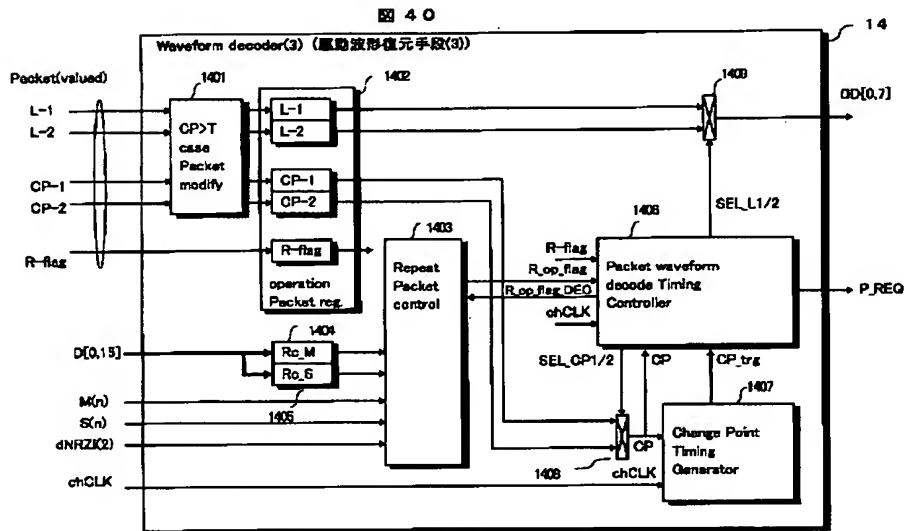 図 40
14
Waveform decoder(3) (駆動波形復元手段(3))
Packet(valued)
L-1
L-2
CP-1
CP-2
R-flag
D[0,15]
M(n)
S(n)
dNRZI(2)
chCLK
1401
CP>T
case
Packet
modify
1402
L-1
L-2
CP-1
CP-2
R-flag
operation
Packet reg.
1403
Repeat
Packet
control
1404
Rc_M
Rc_S
1405
1409
DD[0,7]
SEL_L1/2
1406
R-flag
R_op_flag
R_op_flag_DEC
chCLK
Packet waveform
decode Timing
Controller
P_REQ
SEL_CP1/2
CP
CP_trg
1407
1408
CP
chCLK
Change Point
Timing
Generator